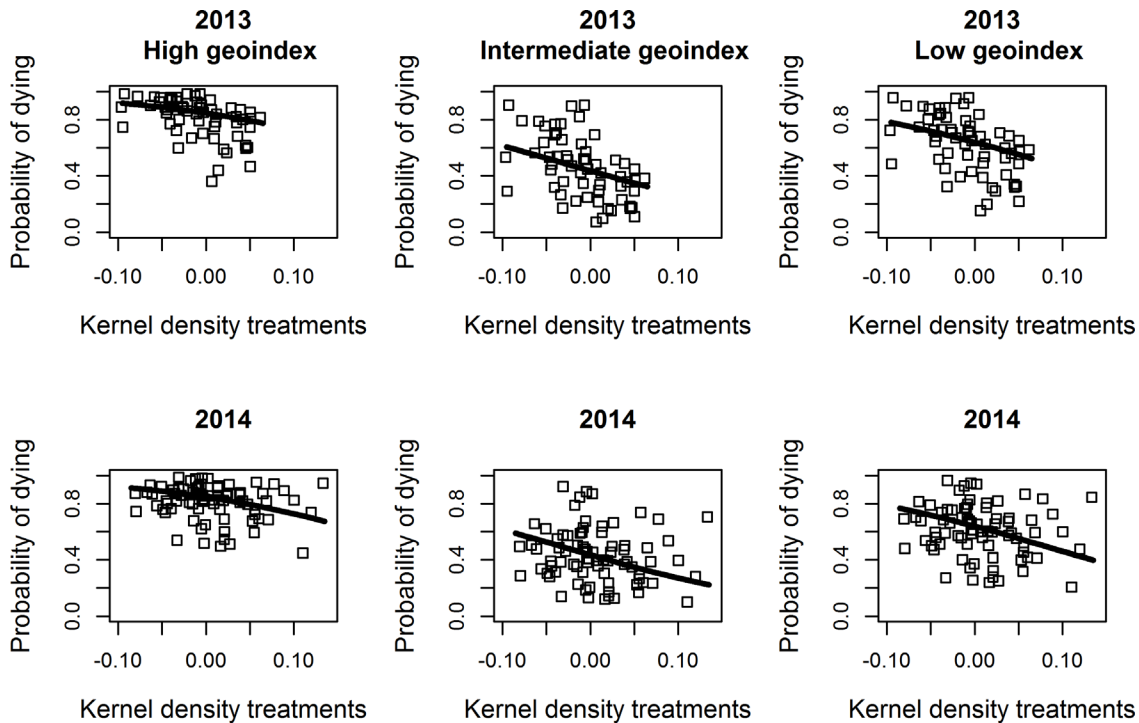 2013
High geoindex
2013
Intermediate geoindex
2013
Low geoindex
Probability of dying
0.0 0.4 0.8
-0.10 0.00 0.10
Kernel density treatments
Probability of dying
0.0 0.4 0.8
-0.10 0.00 0.10
Kernel density treatments
Probability of dying
0.0 0.4 0.8
-0.10 0.00 0.10
Kernel density treatments
2014
Probability of dying
0.0 0.4 0.8
-0.10 0.00 0.10
Kernel density treatments
2014
Probability of dying
0.0 0.4 0.8
-0.10 0.00 0.10
Kernel density treatments
2014
Probability of dying
0.0 0.4 0.8
-0.10 0.00 0.10
Kernel density treatments